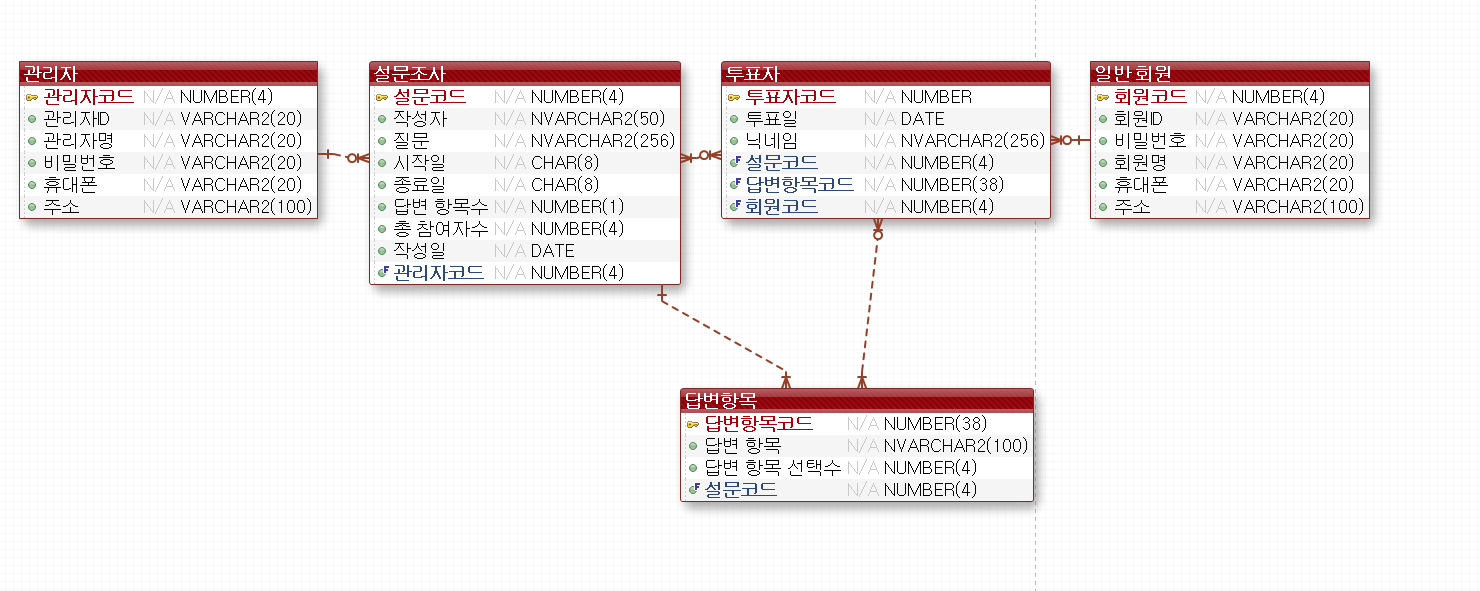 관리자
관리자코드 N/A NUMBER(4)
관리자ID N/A VARCHAR2(20)
관리자명 N/A VARCHAR2(20)
비밀번호 N/A VARCHAR2(20)
휴대폰 N/A VARCHAR2(20)
주소 N/A VARCHAR2(100)
설문조사
설문코드 N/A NUMBER(4)
작성자 N/A NVARCHAR2(50)
질문 N/A NVARCHAR2(256)
시작일 N/A CHAR(8)
종료일 N/A CHAR(8)
답변 항목수 N/A NUMBER(1)
총 참여자수 N/A NUMBER(4)
작성일 N/A DATE
관리자코드 N/A NUMBER(4)
투표자
투표자코드 N/A NUMBER
투표일 N/A DATE
닉네임 N/A NVARCHAR2(256)
설문코드 N/A NUMBER(4)
답변항목코드 N/A NUMBER(38)
회원코드 N/A NUMBER(4)
일반회원
회원코드 N/A NUMBER(4)
회원ID N/A VARCHAR2(20)
비밀번호 N/A VARCHAR2(20)
회원명 N/A VARCHAR2(20)
휴대폰 N/A VARCHAR2(20)
주소 N/A VARCHAR2(100)
답변항목
답변항목코드 N/A NUMBER(38)
답변 항목 N/A NVARCHAR2(100)
답변 항목 선택수 N/A NUMBER(4)
설문코드 N/A NUMBER(4)